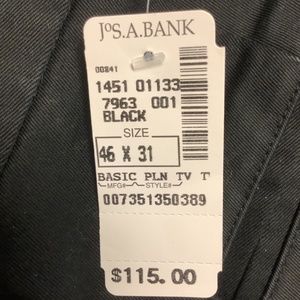 JoS.A.BANK
00841
1451 01133
7963 001
BLACK
SIZE
46 X 31
BASIC PLN TV T
MFG# STYLE#
007351350389
$115.00